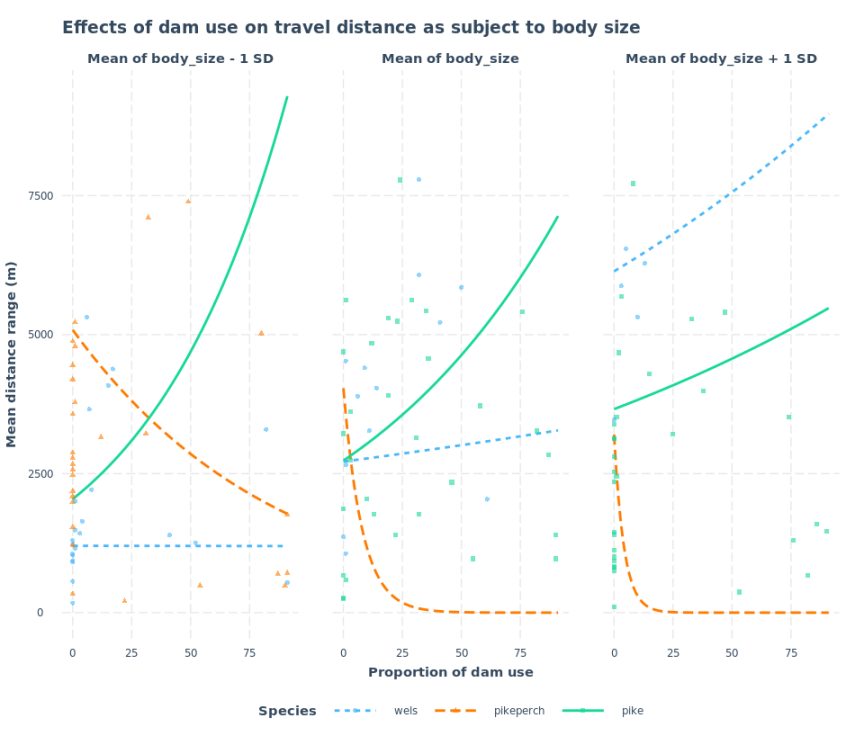 Effects of dam use on travel distance as subject to body size
Mean of body_size - 1 SD
Mean of body_size
Mean of body_size + 1 SD
Mean distance range (m)
7500
5000
2500
0
0 25 50 75
0 25 50 75
0 25 50 75
Proportion of dam use
Species wels pikeperch pike